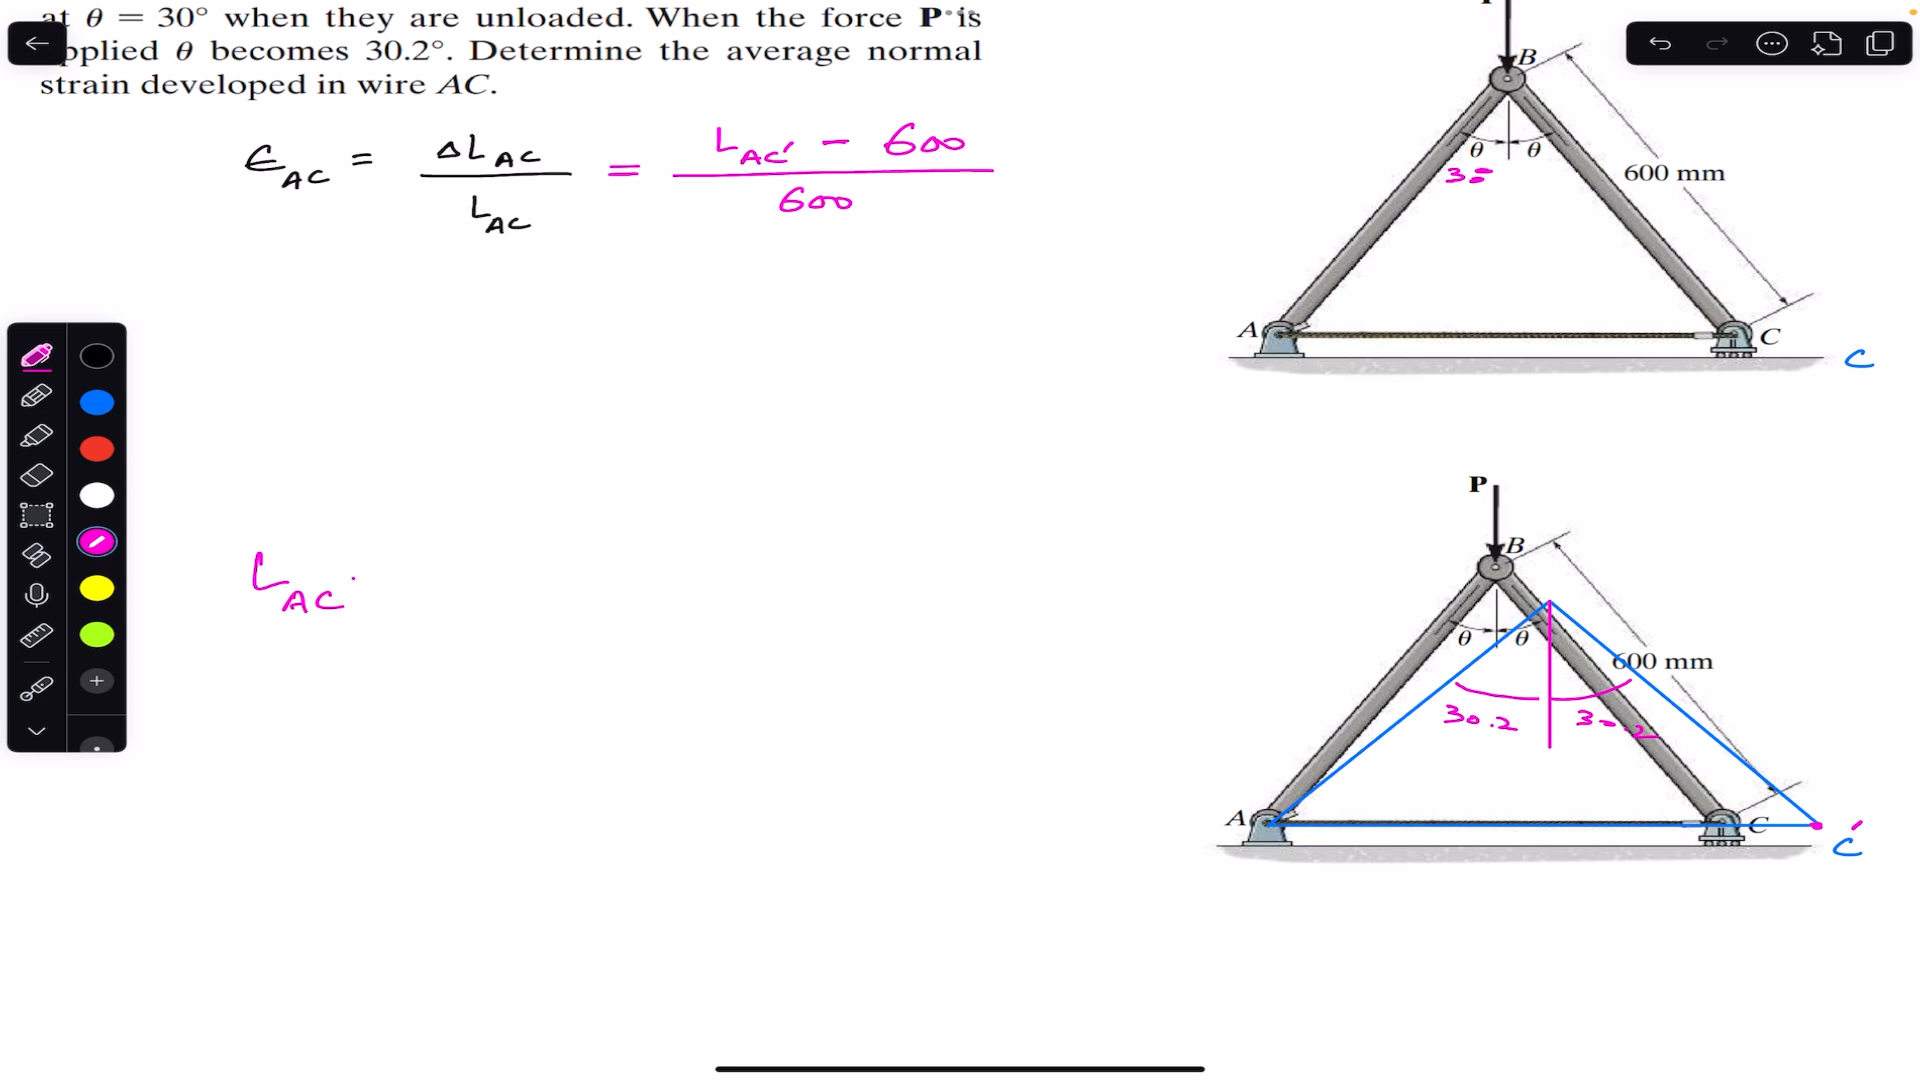 at θ = 30° when they are unloaded. When the force P is
applied θ becomes 30.2°. Determine the average normal
strain developed in wire AC.
ϵ_AC = ΔL_AC / L_AC = L_AC' - 600 / 600
B
θ θ
30°
600 mm
A
C
C
P
B
θ θ
600 mm
30.2 30.2
A
C
C'
L_AC